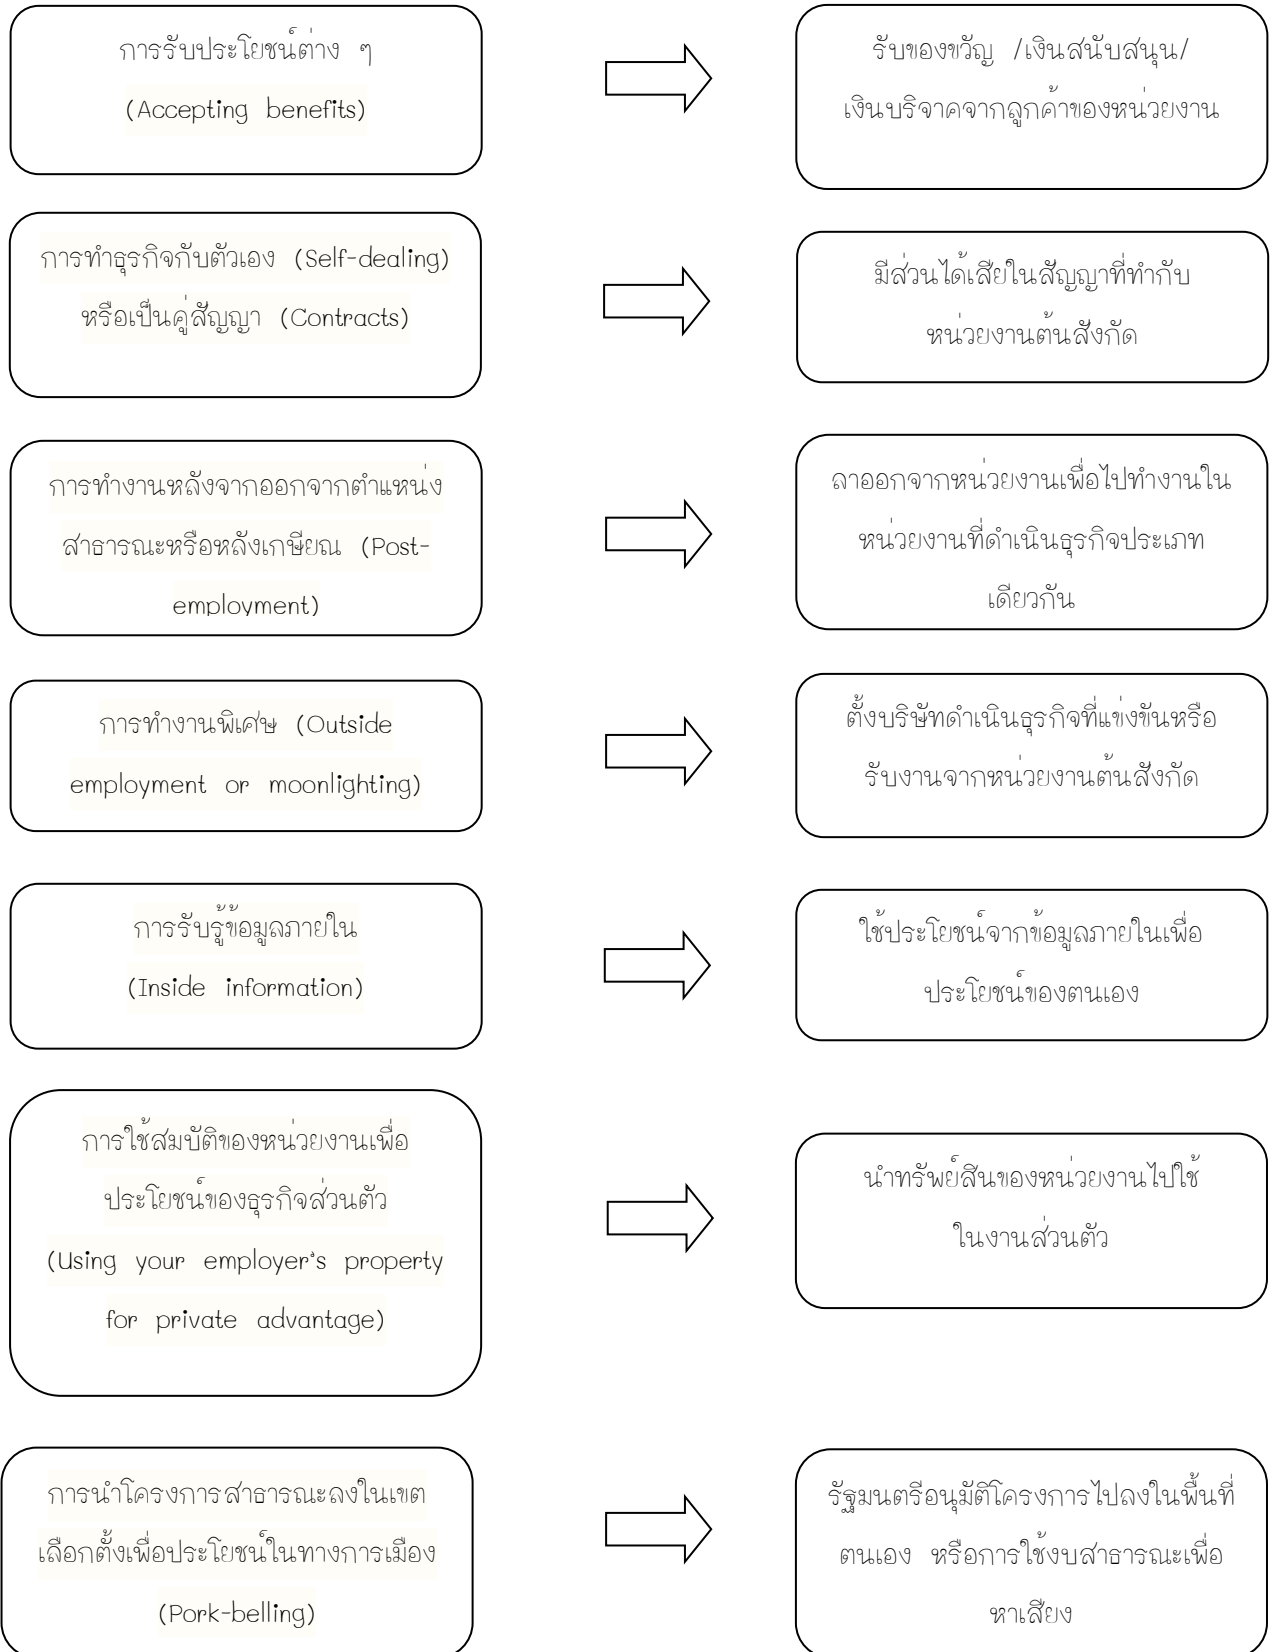 การรับประโยชน์ต่าง ๆ
(Accepting benefits)
รับของขวัญ /เงินสนับสนุน/
เงินบริจาคจากลูกค้าของหน่วยงาน
การทำธุรกิจกับตัวเอง (Self-dealing)
หรือเป็นคู่สัญญา (Contracts)
มีส่วนได้เสียในสัญญาที่ทำกับ
หน่วยงานต้นสังกัด
การทำงานหลังจากออกจากตำแหน่ง
สาธารณะหรือหลังเกษียณ (Post-
employment)
ลาออกจากหน่วยงานเพื่อไปทำงานใน
หน่วยงานที่ดำเนินธุรกิจประเภท
เดียวกัน
การทำงานพิเศษ (Outside
employment or moonlighting)
ตั้งบริษัทดำเนินธุรกิจที่แข่งขันหรือ
รับงานจากหน่วยงานต้นสังกัด
การรับรู้ข้อมูลภายใน
(Inside information)
ใช้ประโยชน์จากข้อมูลภายในเพื่อ
ประโยชน์ของตนเอง
การใช้สมบัติของหน่วยงานเพื่อ
ประโยชน์ของธุรกิจส่วนตัว
(Using your employer's property
for private advantage)
นำทรัพย์สินของหน่วยงานไปใช้
ในงานส่วนตัว
การนำโครงการสาธารณะลงในเขต
เลือกตั้งเพื่อประโยชน์ในทางการเมือง
(Pork-belling)
รัฐมนตรีอนุมัติโครงการไปลงในพื้นที่
ตนเอง หรือการใช้งบสาธารณะเพื่อ
หาเสียง